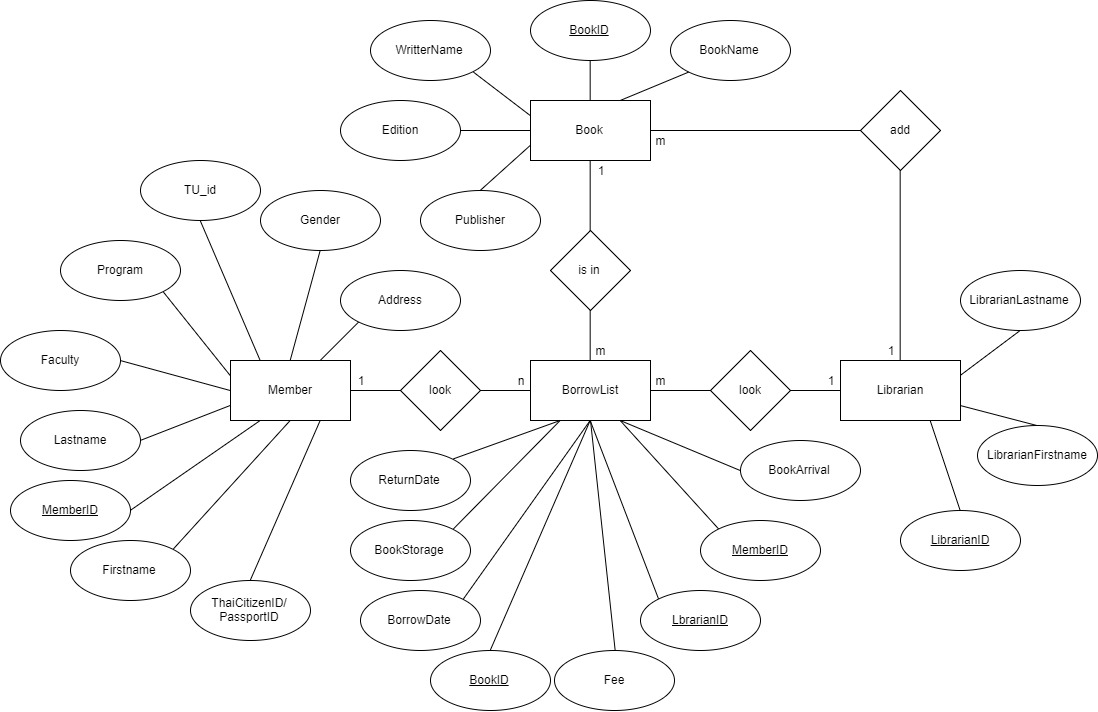 BookID
WritterName
BookName
Edition
Book
add
m
1
TU_id
Gender
Publisher
Program
is in
Address
LibrarianLastname
m
1
Faculty
1
n
m
1
Member
look
BorrowList
look
Librarian
Lastname
LibrarianFirstname
ReturnDate
BookArrival
MemberID
BookStorage
MemberID
LibrarianID
Firstname
ThaiCitizenID/
PassportID
BorrowDate
LbrarianID
BookID
Fee